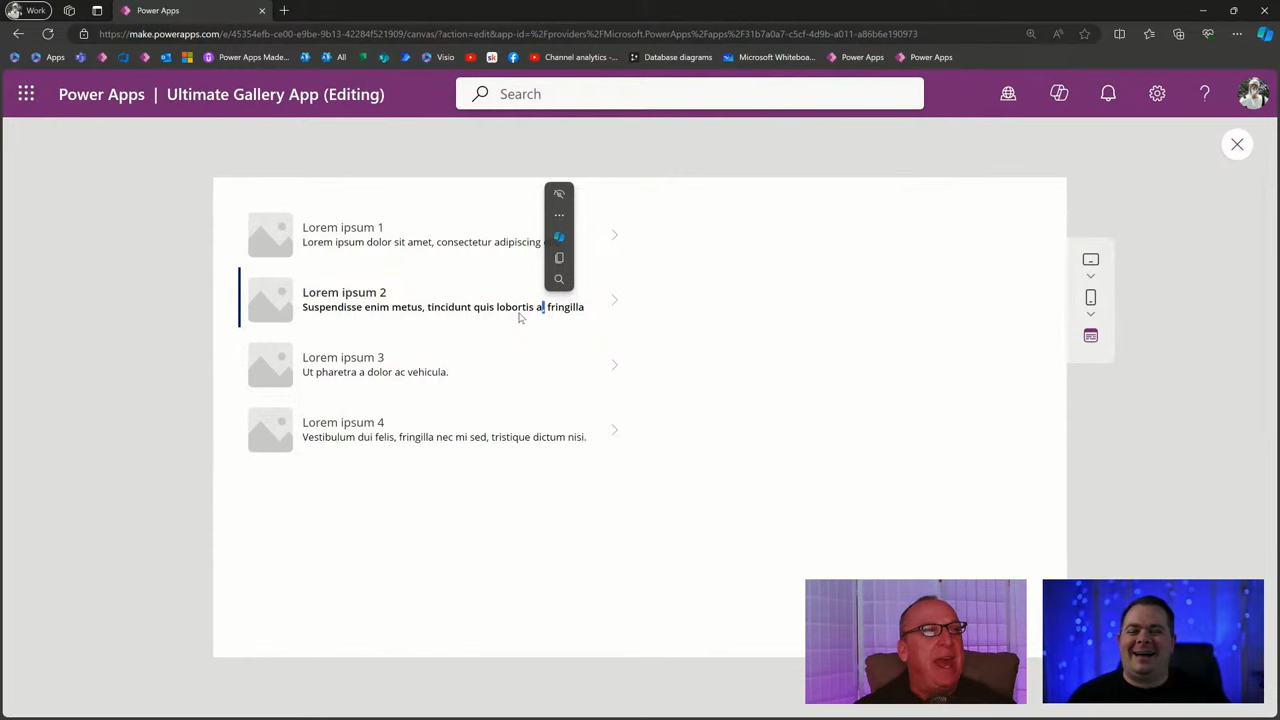 Work
Power Apps
https://make.powerapps.com/e/45354efb-ce00-e9be-9b13-42284f521909/canvas/?action=edit&app-id=%2Fproviders%2FMicrosoft.PowerApps%2Fapps%2F31b7a0a7-c5cf-4d9b-a011-a86b6e190973
Apps
Power Apps Made...
All
Visio
Channel analytics -...
Database diagrams
Microsoft Whiteboa...
Power Apps
Power Apps
Power Apps | Ultimate Gallery App (Editing)
Search
Lorem ipsum 1
Lorem ipsum dolor sit amet, consectetur adipiscing
Lorem ipsum 2
Suspendisse enim metus, tincidunt quis lobortis a, fringilla
Lorem ipsum 3
Ut pharetra a dolor ac vehicula.
Lorem ipsum 4
Vestibulum dui felis, fringilla nec mi sed, tristique dictum nisi.